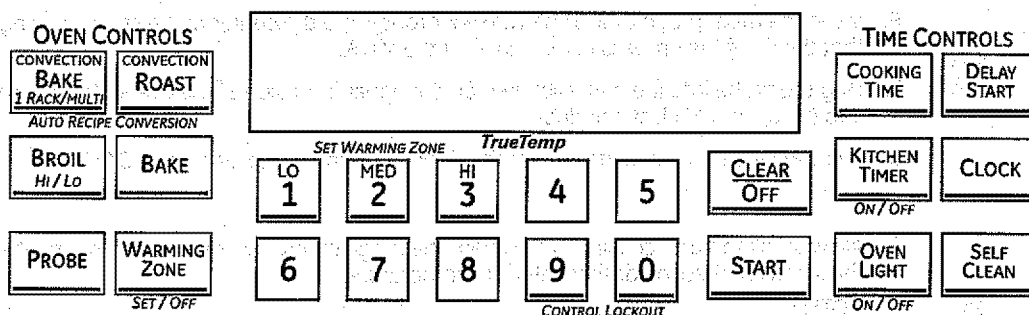 OVEN CONTROLS
CONVECTION
BAKE
1 RACK/MULTI
CONVECTION
ROAST
AUTO RECIPE CONVERSION
BROIL
HI / LO
BAKE
PROBE
WARMING
ZONE
SET / OFF
SET WARMING ZONE
TrueTemp
LO
1
MED
2
HI
3
4
5
6
7
8
9
0
CONTROL LOCKOUT
CLEAR
OFF
START
TIME CONTROLS
COOKING
TIME
DELAY
START
KITCHEN
TIMER
ON / OFF
CLOCK
OVEN
LIGHT
ON / OFF
SELF
CLEAN